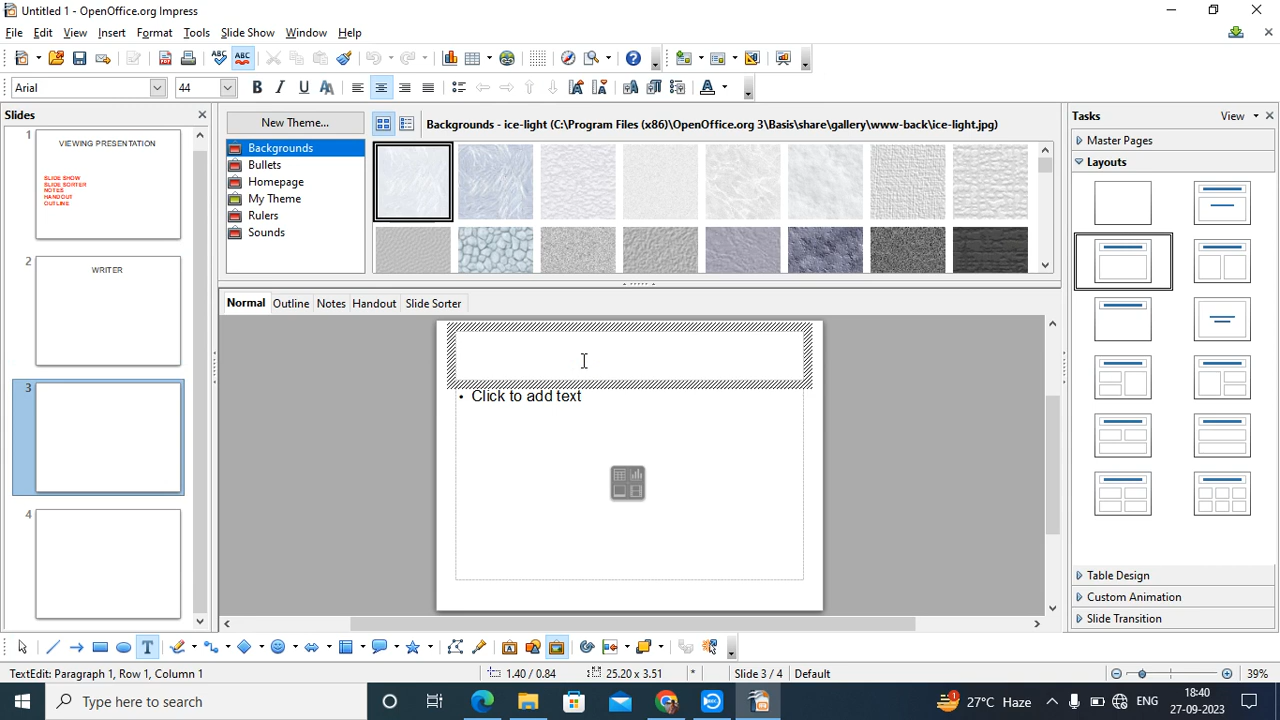 Untitled 1 - OpenOffice.org Impress
File Edit View Insert Format Tools Slide Show Window Help
Arial 44
Slides
1
VIEWING PRESENTATION
SLIDE SHOW
SLIDE SORTER
NOTES
HANDOUT
OUTLINE
2
WRITER
3
4
New Theme...
Backgrounds
Bullets
Homepage
My Theme
Rulers
Sounds
Backgrounds - ice-light (C:\Program Files (x86)\OpenOffice.org 3\Basis\share\gallery\www-back\ice-light.jpg)
Normal Outline Notes Handout Slide Sorter
• Click to add text
Tasks View
Master Pages
Layouts
Table Design
Custom Animation
Slide Transition
TextEdit: Paragraph 1, Row 1, Column 1 1.40 / 0.84 25.20 x 3.51 * Slide 3 / 4 Default 39%
Type here to search
1 27°C Haze ENG
18:40
27-09-2023